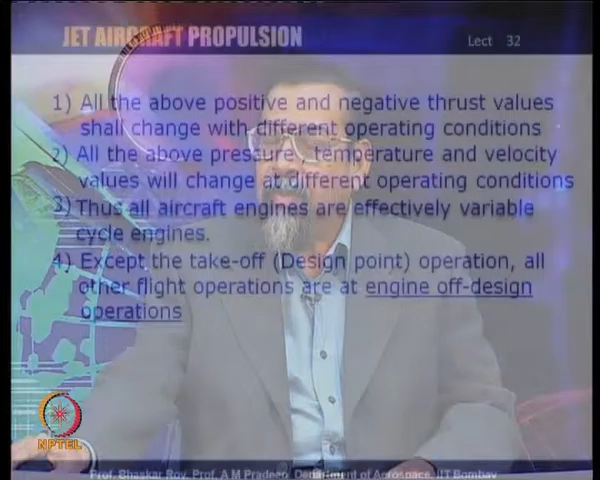 JET AIRCRAFT PROPULSION
Lect 32
1) All the above positive and negative thrust values
shall change with different operating conditions
2) All the above pressure, temperature and velocity
values will change at different operating conditions
3) Thus all aircraft engines are effectively variable
cycle engines.
4) Except the take-off (Design point) operation, all
other flight operations are at engine off-design
operations
NPTEL
Prof. Bhaskar Roy, Prof. A M Pradeep, Department of Aerospace, IIT Bombay